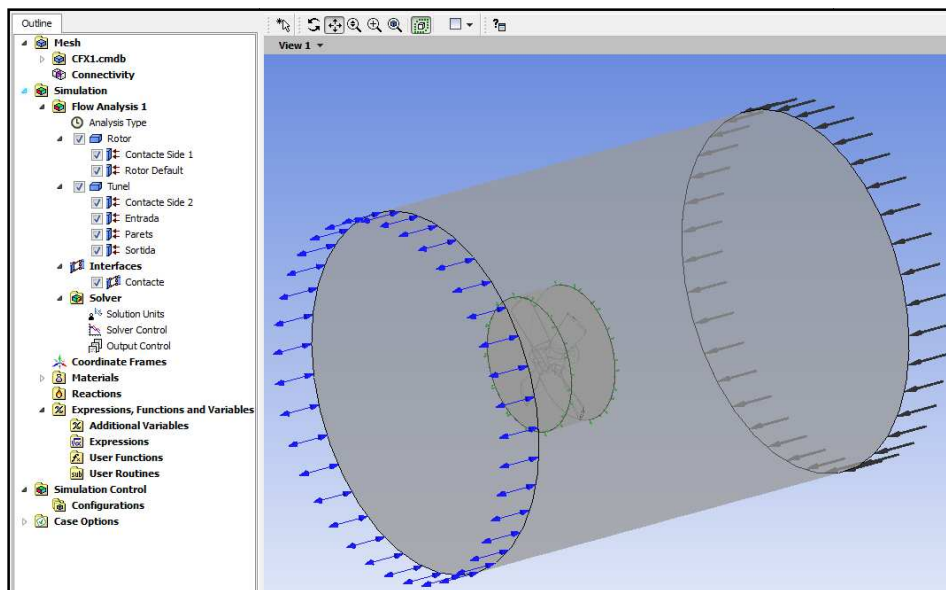 Outline
Mesh
CFX1.cmdb
Connectivity
Simulation
Flow Analysis 1
Analysis Type
Rotor
Contacte Side 1
Rotor Default
Tunel
Contacte Side 2
Entrada
Parets
Sortida
Interfaces
Contacte
Solver
Solution Units
Solver Control
Output Control
Coordinate Frames
Materials
Reactions
Expressions, Functions and Variables
Additional Variables
Expressions
User Functions
User Routines
Simulation Control
Configurations
Case Options
View 1